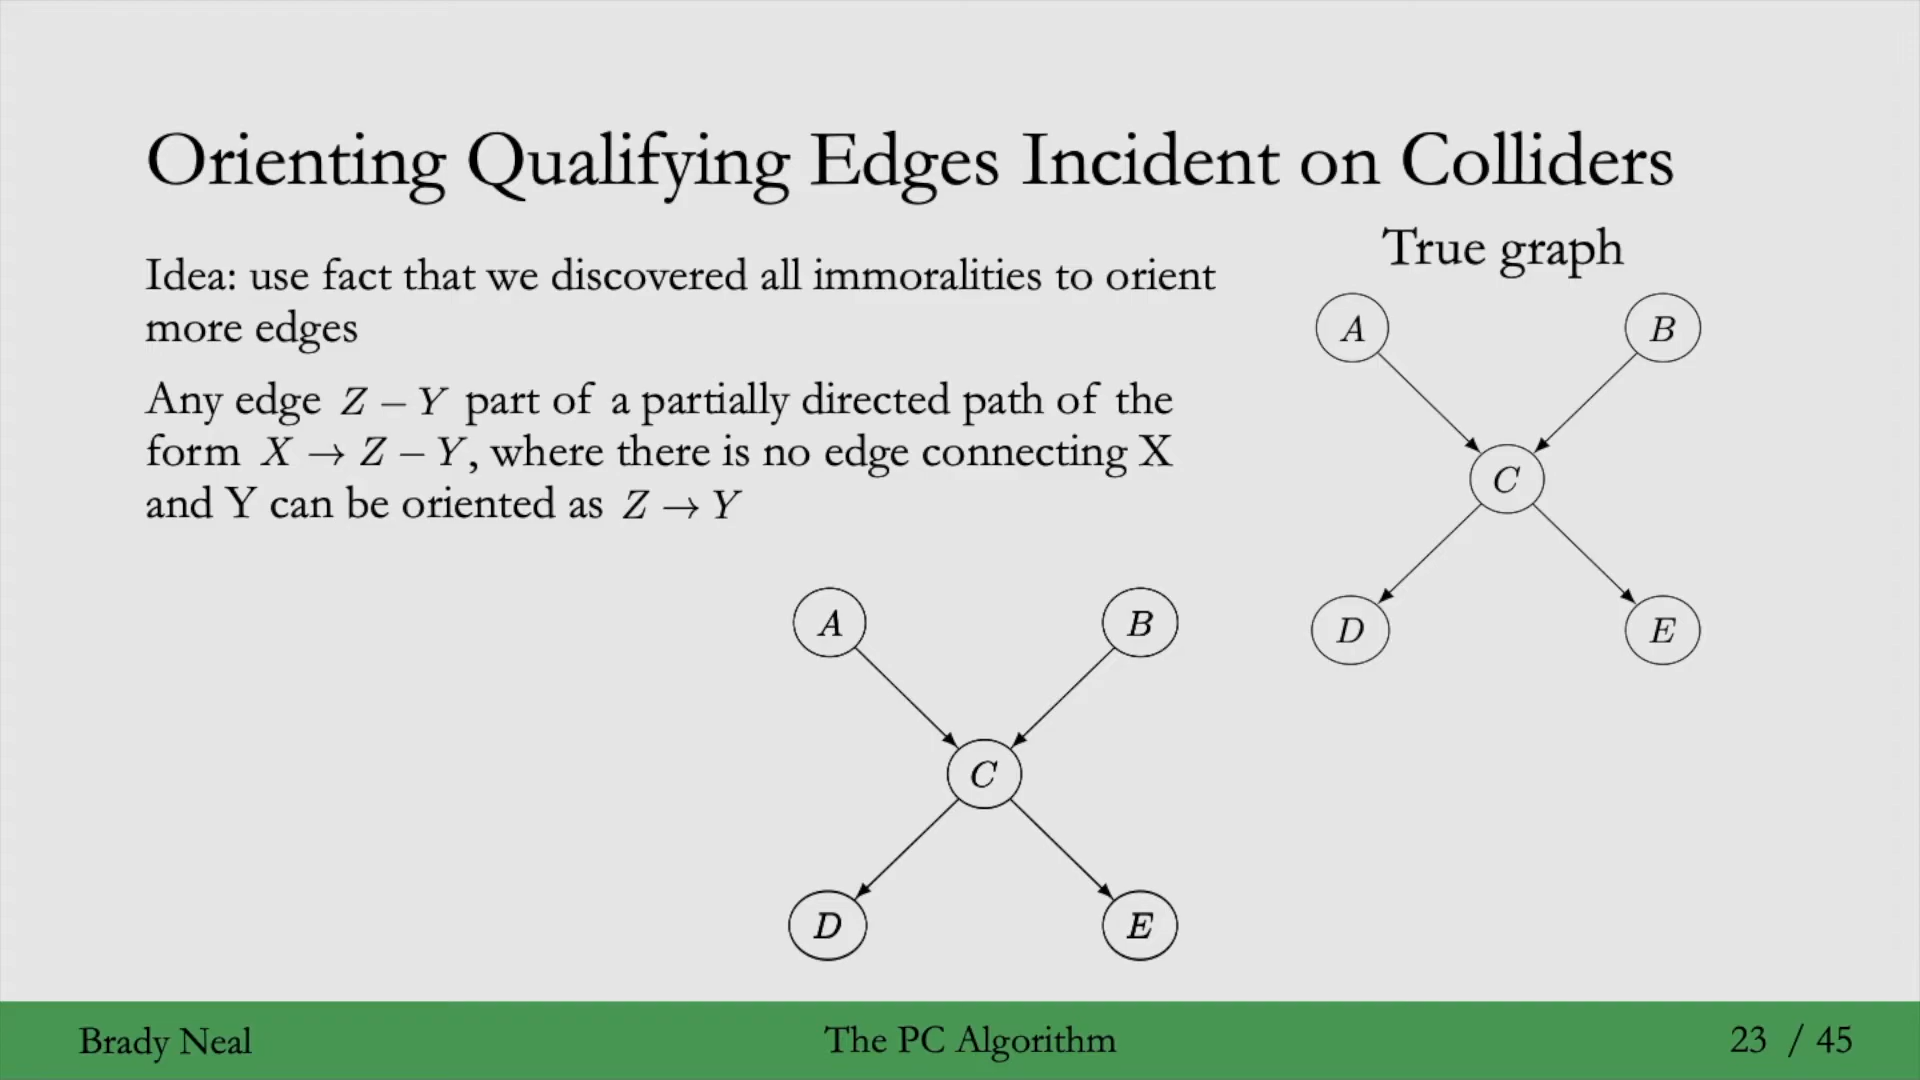 Orienting Qualifying Edges Incident on Colliders
Idea: use fact that we discovered all immoralities to orient
more edges
Any edge Z − Y part of a partially directed path of the
form X → Z − Y, where there is no edge connecting X
and Y can be oriented as Z → Y
True graph
A
B
C
D
E
A
B
C
D
E
Brady Neal
The PC Algorithm
23 / 45